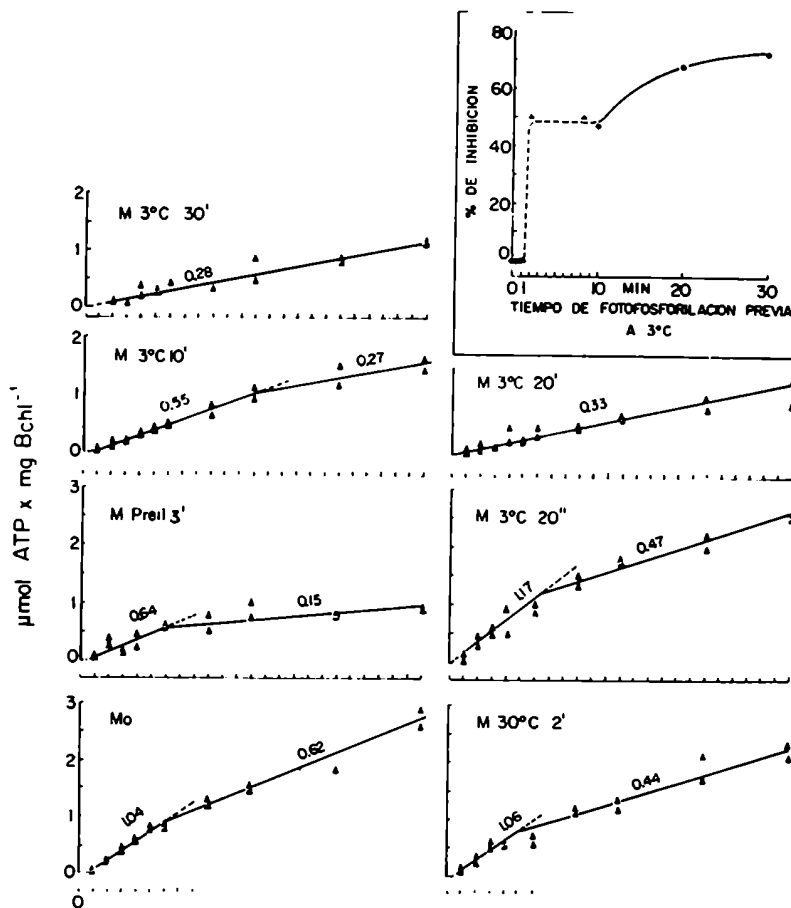 80
60
70
50
40
20
0
% DE INHIBICION
0 1 10 20 30
MIN
TIEMPO DE FOTOFOSFORILACION PREVIA
A 3°C
μmol ATP x mg Bchl⁻¹
2
1
0
M 3°C 30'
0.28
2
1
0
M 3°C 10'
0.55
0.27
M 3°C 20'
0.33
3
2
1
0
M Preil 3'
0.64
0.15
M 3°C 20"
1.17
0.47
3
2
1
0
Mo
1.04
0.62
M 30°C 2'
1.06
0.44
0